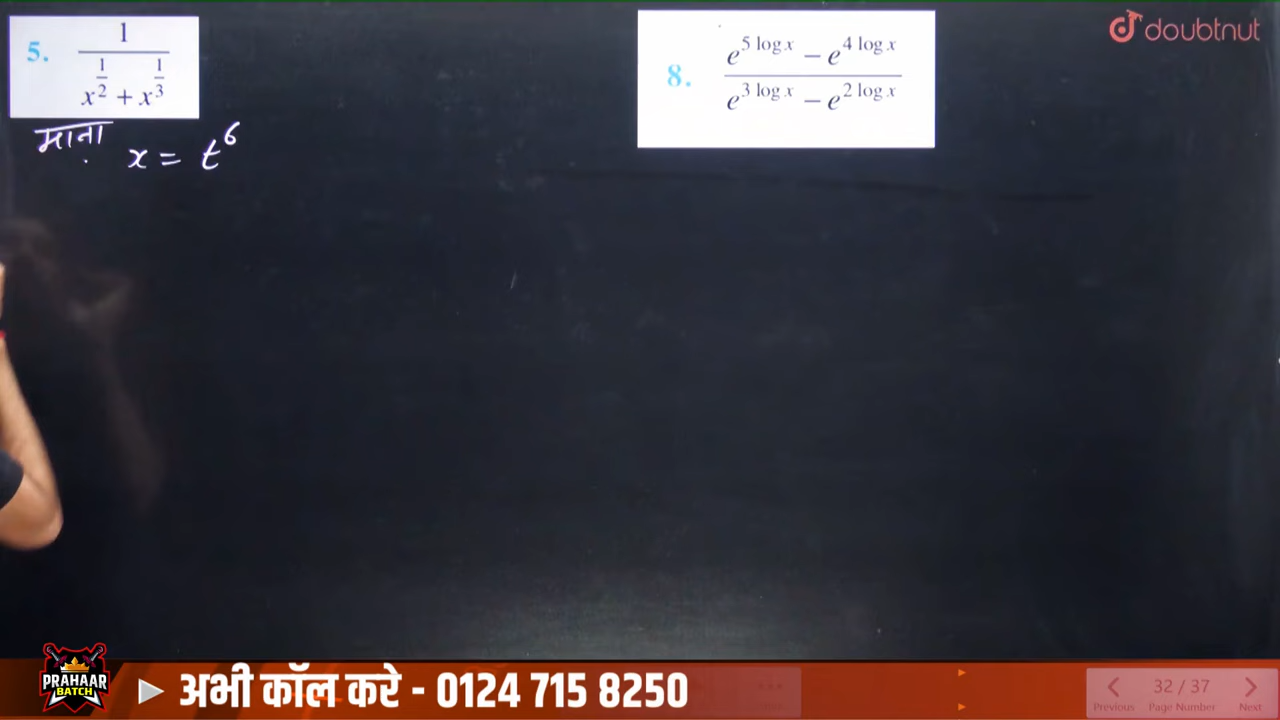 5. 1 / (x^{1/2} + x^{1/3})
माना x = t^6
8. (e^{5 log x} − e^{4 log x}) / (e^{3 log x} − e^{2 log x})
doubtnut
PRAHAAR
BATCH
अभी कॉल करे - 0124 715 8250
32 / 37
Previous Page Number Next